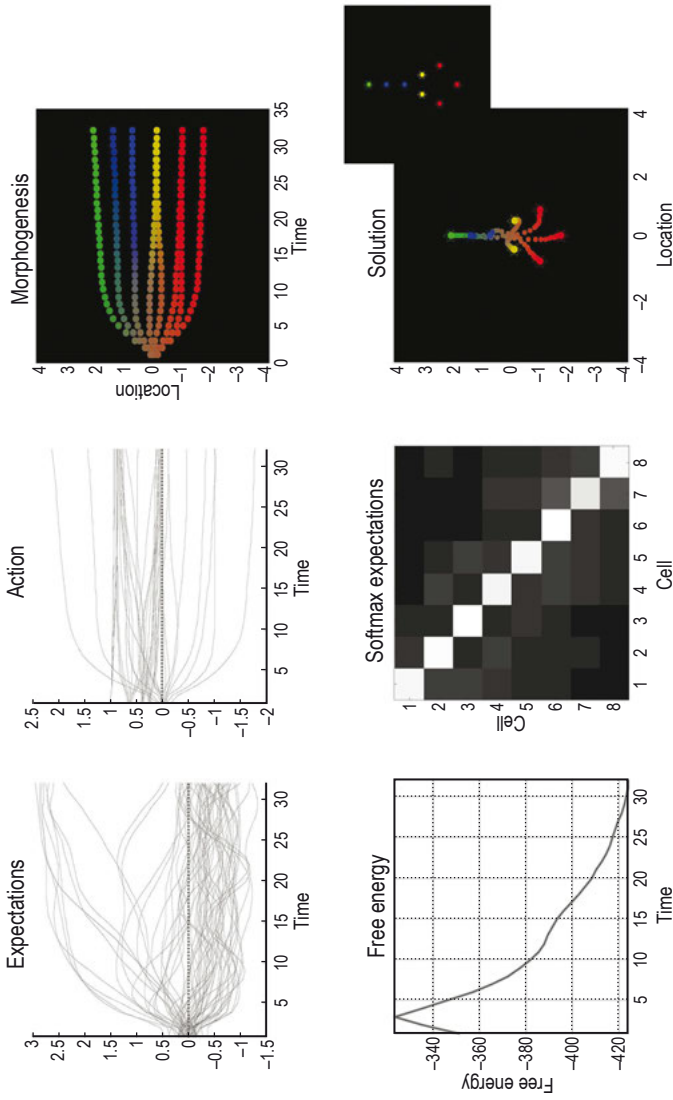 Expectations
3
2.5
2
1.5
1
0.5
0
−0.5
−1
−1.5
5 10 15 20 25 30
Time
Action
2.5
2
1.5
1
0.5
0
−0.5
−1
−1.5
−2
5 10 15 20 25 30
Time
Morphogenesis
Location
4
3
2
1
0
−1
−2
−3
−4
0 5 10 15 20 25 30 35
Time
Free energy
Free energy
−340
−360
−380
−400
−420
5 10 15 20 25 30
Time
Softmax expectations
Cell
1
2
3
4
5
6
7
8
1 2 3 4 5 6 7 8
Cell
Solution
4
3
2
1
0
−1
−2
−3
−4
−4 −2 0 2 4
Location